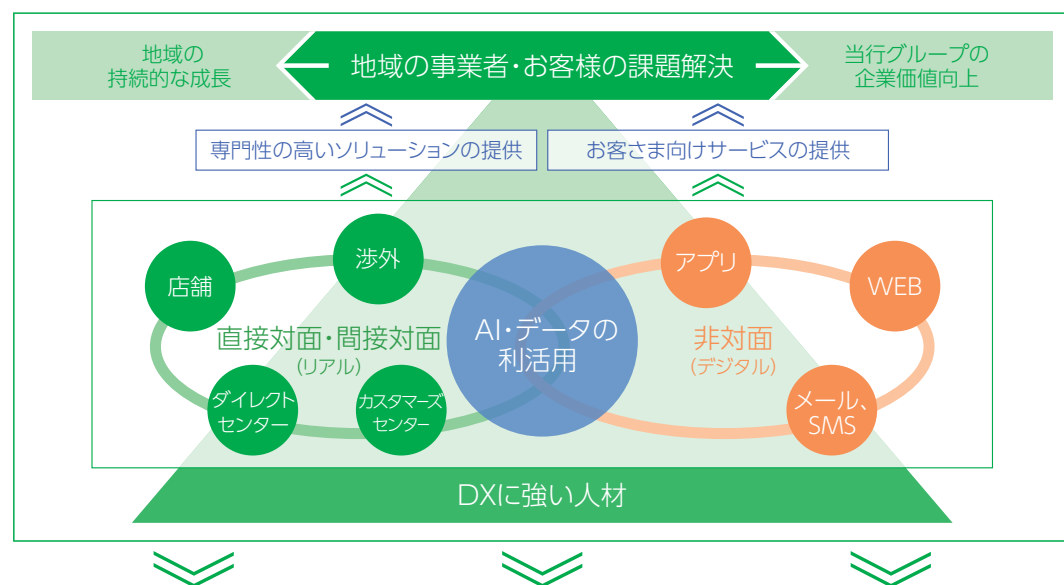 地域の
持続的な成長
地域の事業者・お客様の課題解決
当行グループの
企業価値向上
専門性の高いソリューションの提供
お客さま向けサービスの提供
店舗
渉外
アプリ
WEB
直接対面・間接対面
(リアル)
AI・データの
利活用
非対面
(デジタル)
ダイレクト
センター
カスタマーズ
センター
メール、
SMS
DXに強い人材